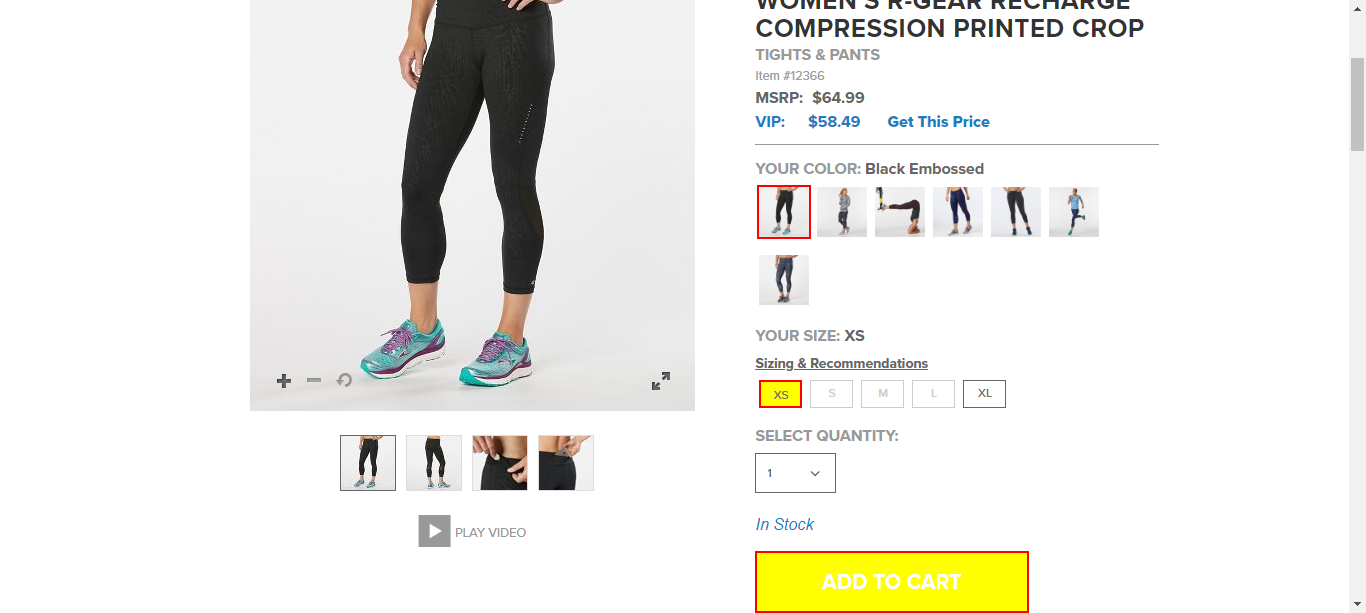 WOMEN'S R-GEAR RECHARGE
COMPRESSION PRINTED CROP
TIGHTS & PANTS
Item #12366
MSRP: $64.99
VIP: $58.49 Get This Price
YOUR COLOR: Black Embossed
YOUR SIZE: XS
Sizing & Recommendations
XS S M L XL
SELECT QUANTITY:
1
In Stock
ADD TO CART
PLAY VIDEO